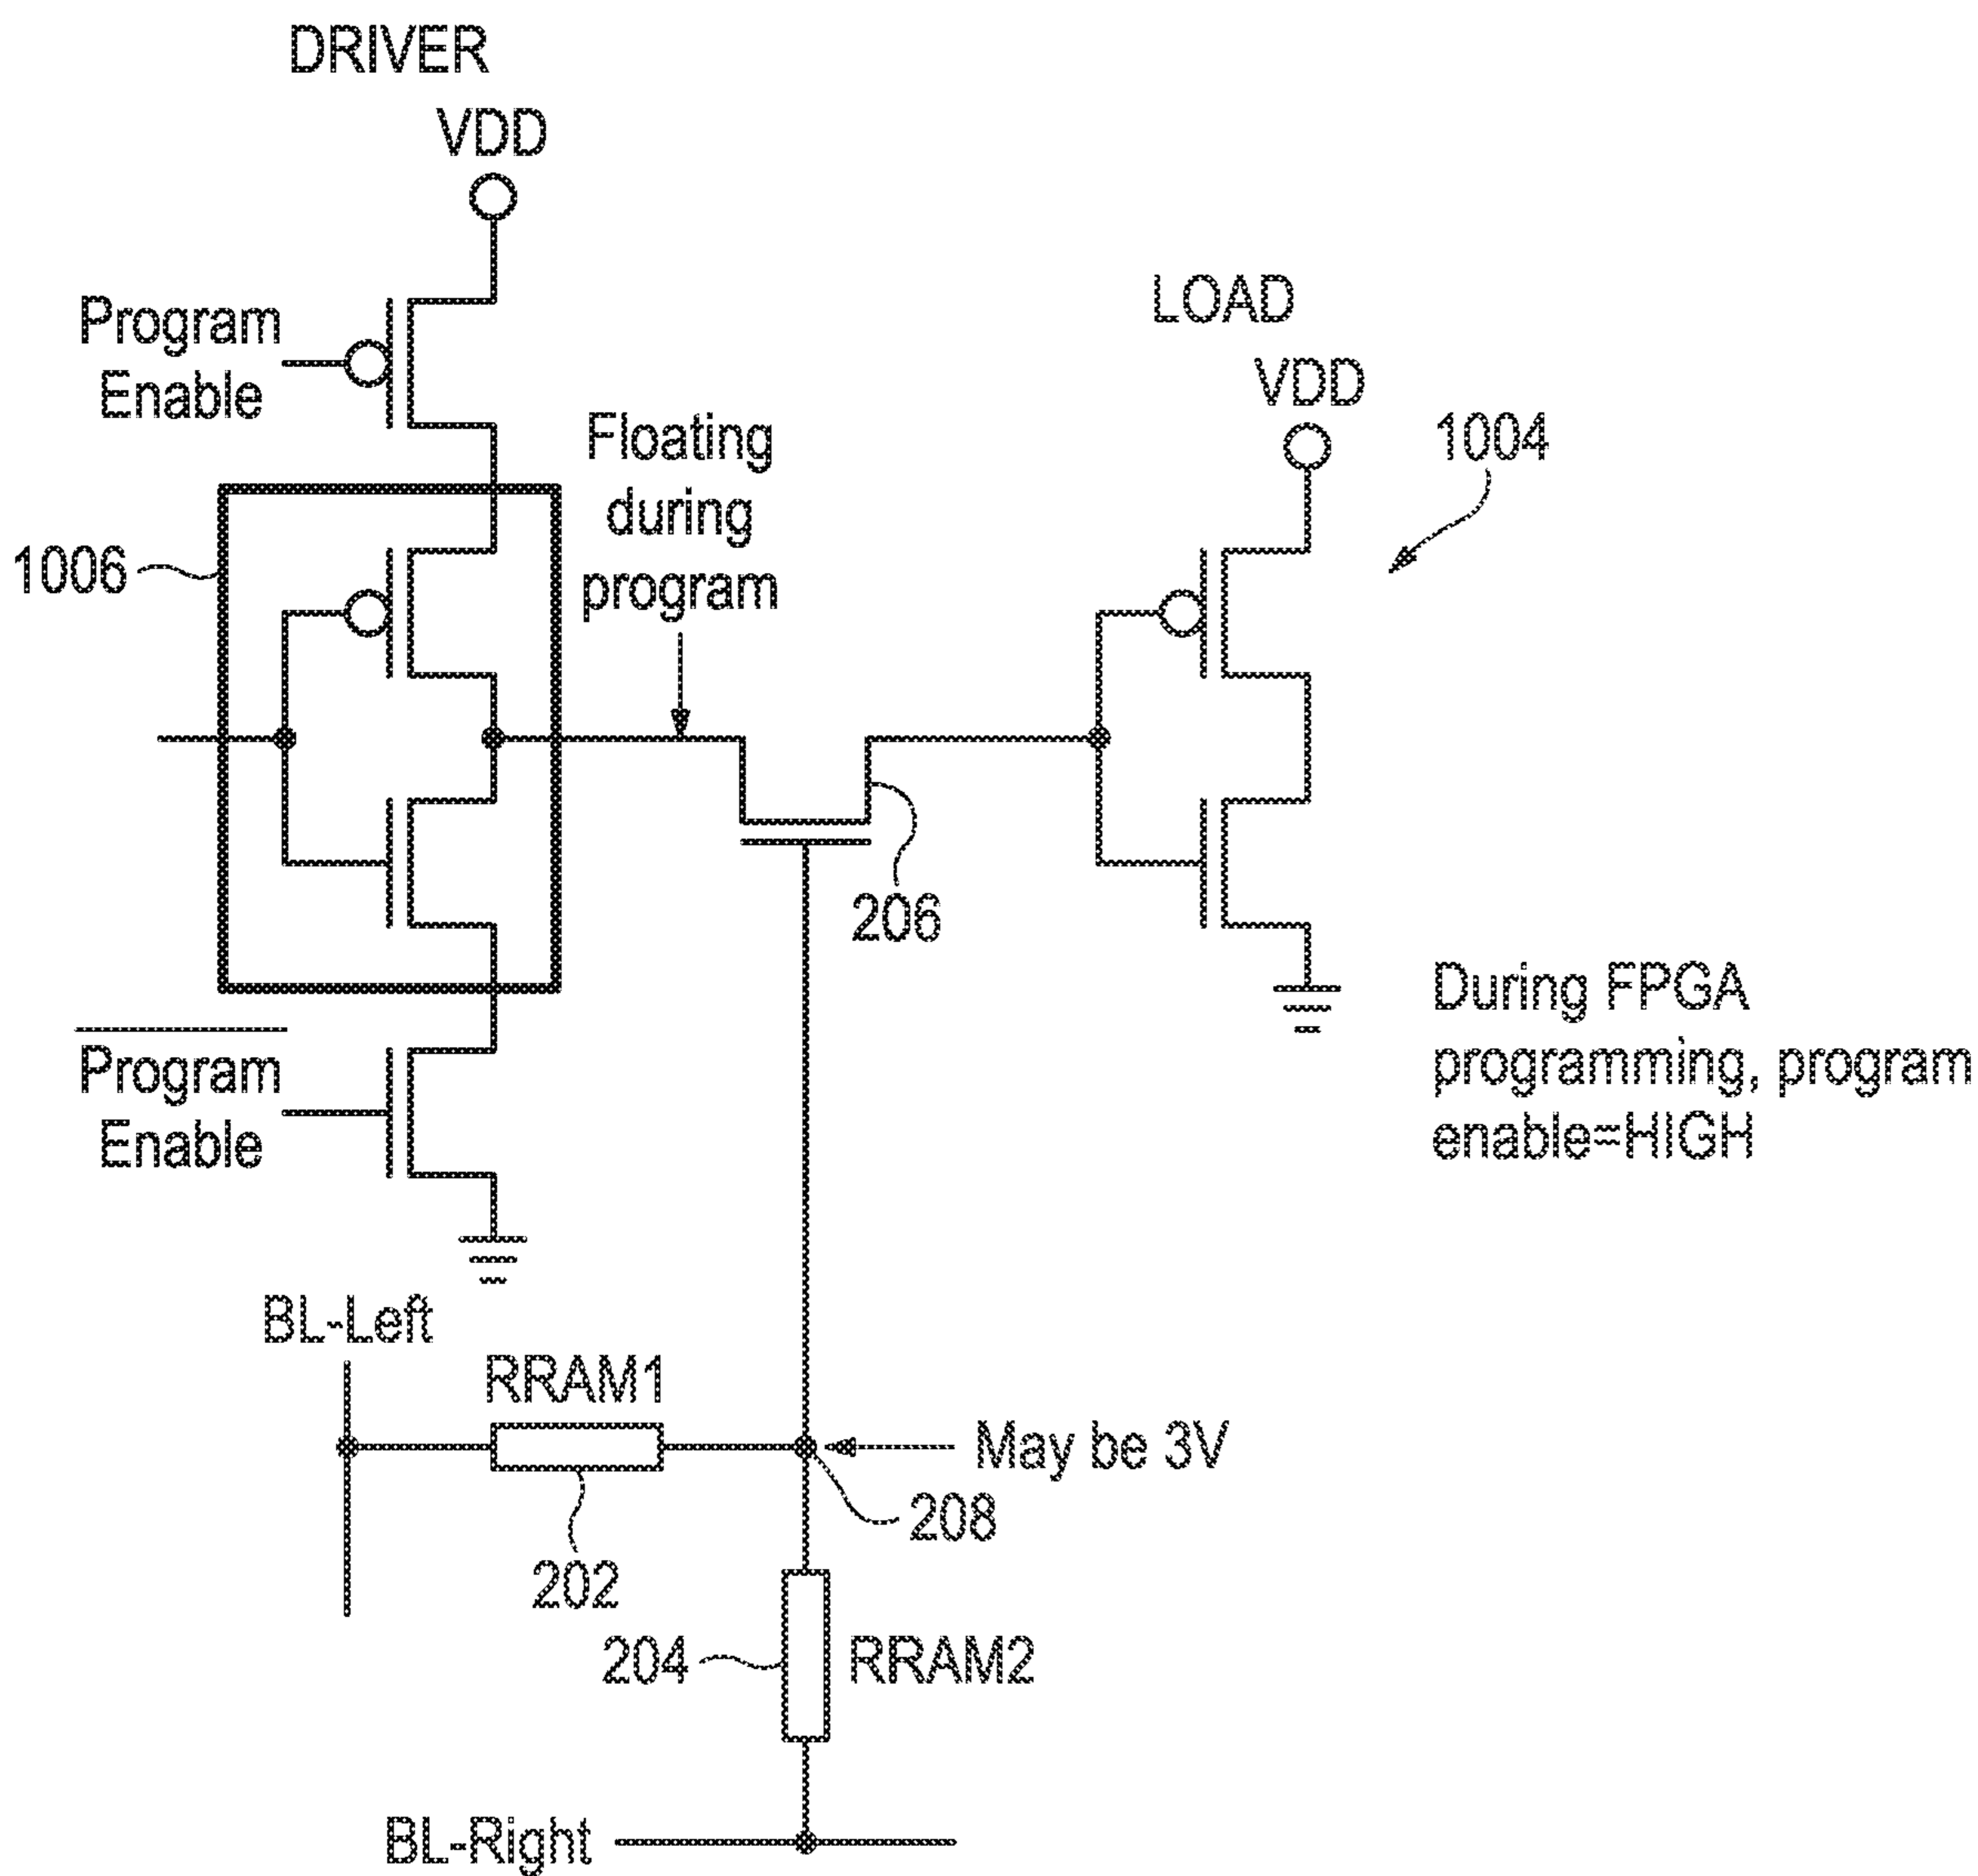 DRIVER
VDD
Program
Enable
LOAD
VDD
1004
Floating
during
program
1006
206
During FPGA
programming, program
enable=HIGH
Program
Enable
BL-Left
RRAM1
May be 3V
208
202
204
RRAM2
BL-Right